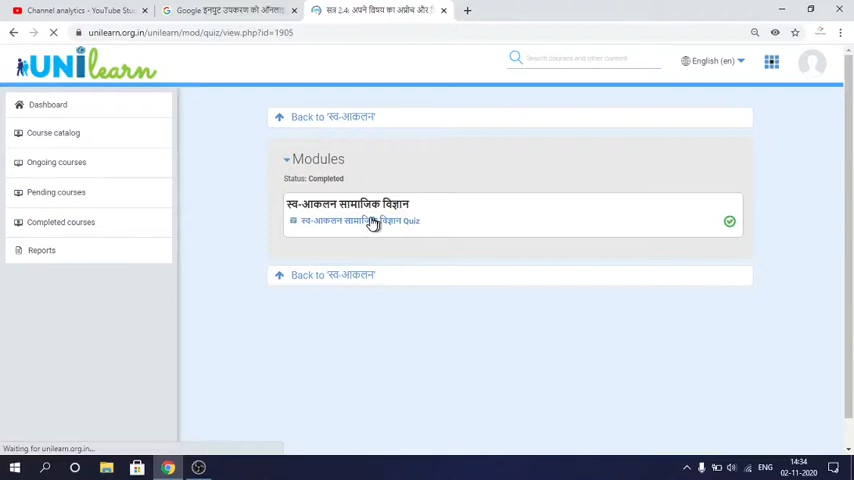 Channel analytics - YouTube Stu
Google इनपुट उपकरण को ऑनलाइन
सत्र 2.4: अपने विषय का अप्रोच और
unilearn.org.in/unilearn/mod/quiz/view.php?id=1905
UNilearn
Search courses and other content
English (en)
Dashboard
Course catalog
Ongoing courses
Pending courses
Completed courses
Reports
Back to 'स्व-आकलन'
Modules
Status: Completed
स्व-आकलन सामाजिक विज्ञान
स्व-आकलन सामाजिक विज्ञान Quiz
Back to 'स्व-आकलन'
Waiting for unilearn.org.in...
ENG
14:34
02-11-2020